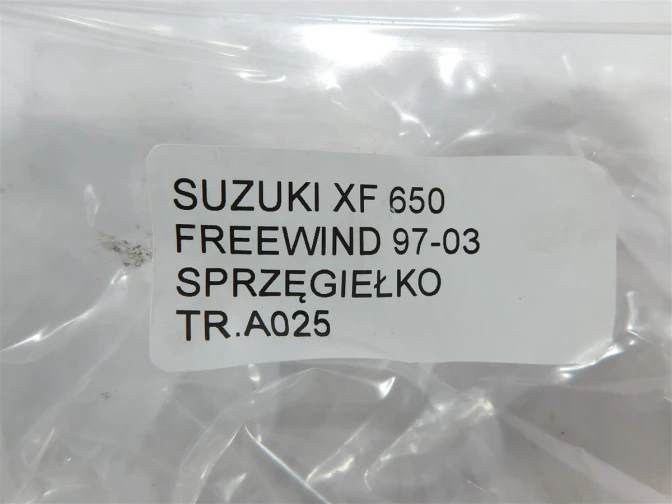 SUZUKI XF 650
FREEWIND 97-03
SPRZĘGIEŁKO
TR.A025